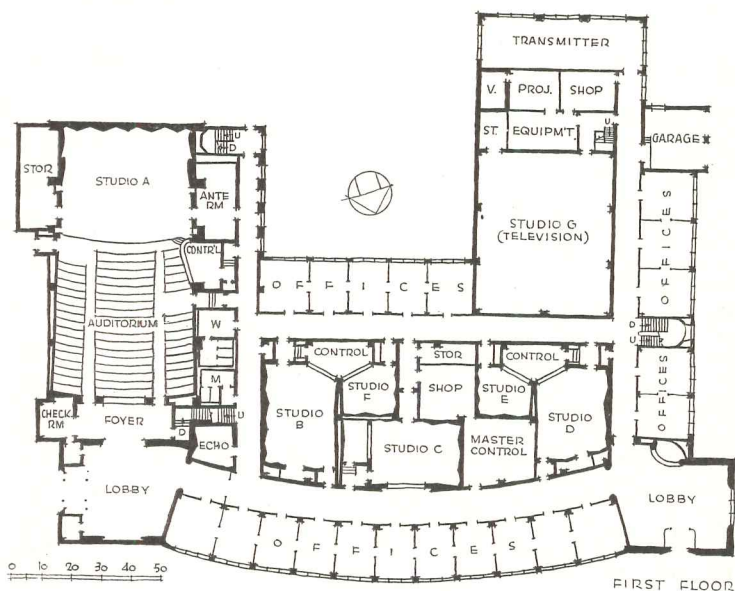 TRANSMITTER
V.
PROJ.
SHOP
ST.
EQUIPM'T.
U
GARAGE
STOR
STUDIO A
U
D
ANTE
RM
STUDIO G
(TELEVISION)
OFFICES
CONTR'L
OFFICES
AUDITORIUM
W
D
U
CONTROL
STOR
CONTROL
M
STUDIO
F
SHOP
STUDIO
E
OFFICES
CHECK
RM
FOYER
D
U
STUDIO
B
STUDIO
D
ECHO
STUDIO C
MASTER
CONTROL
LOBBY
LOBBY
OFFICES
0 10 20 30 40 50
FIRST FLOOR